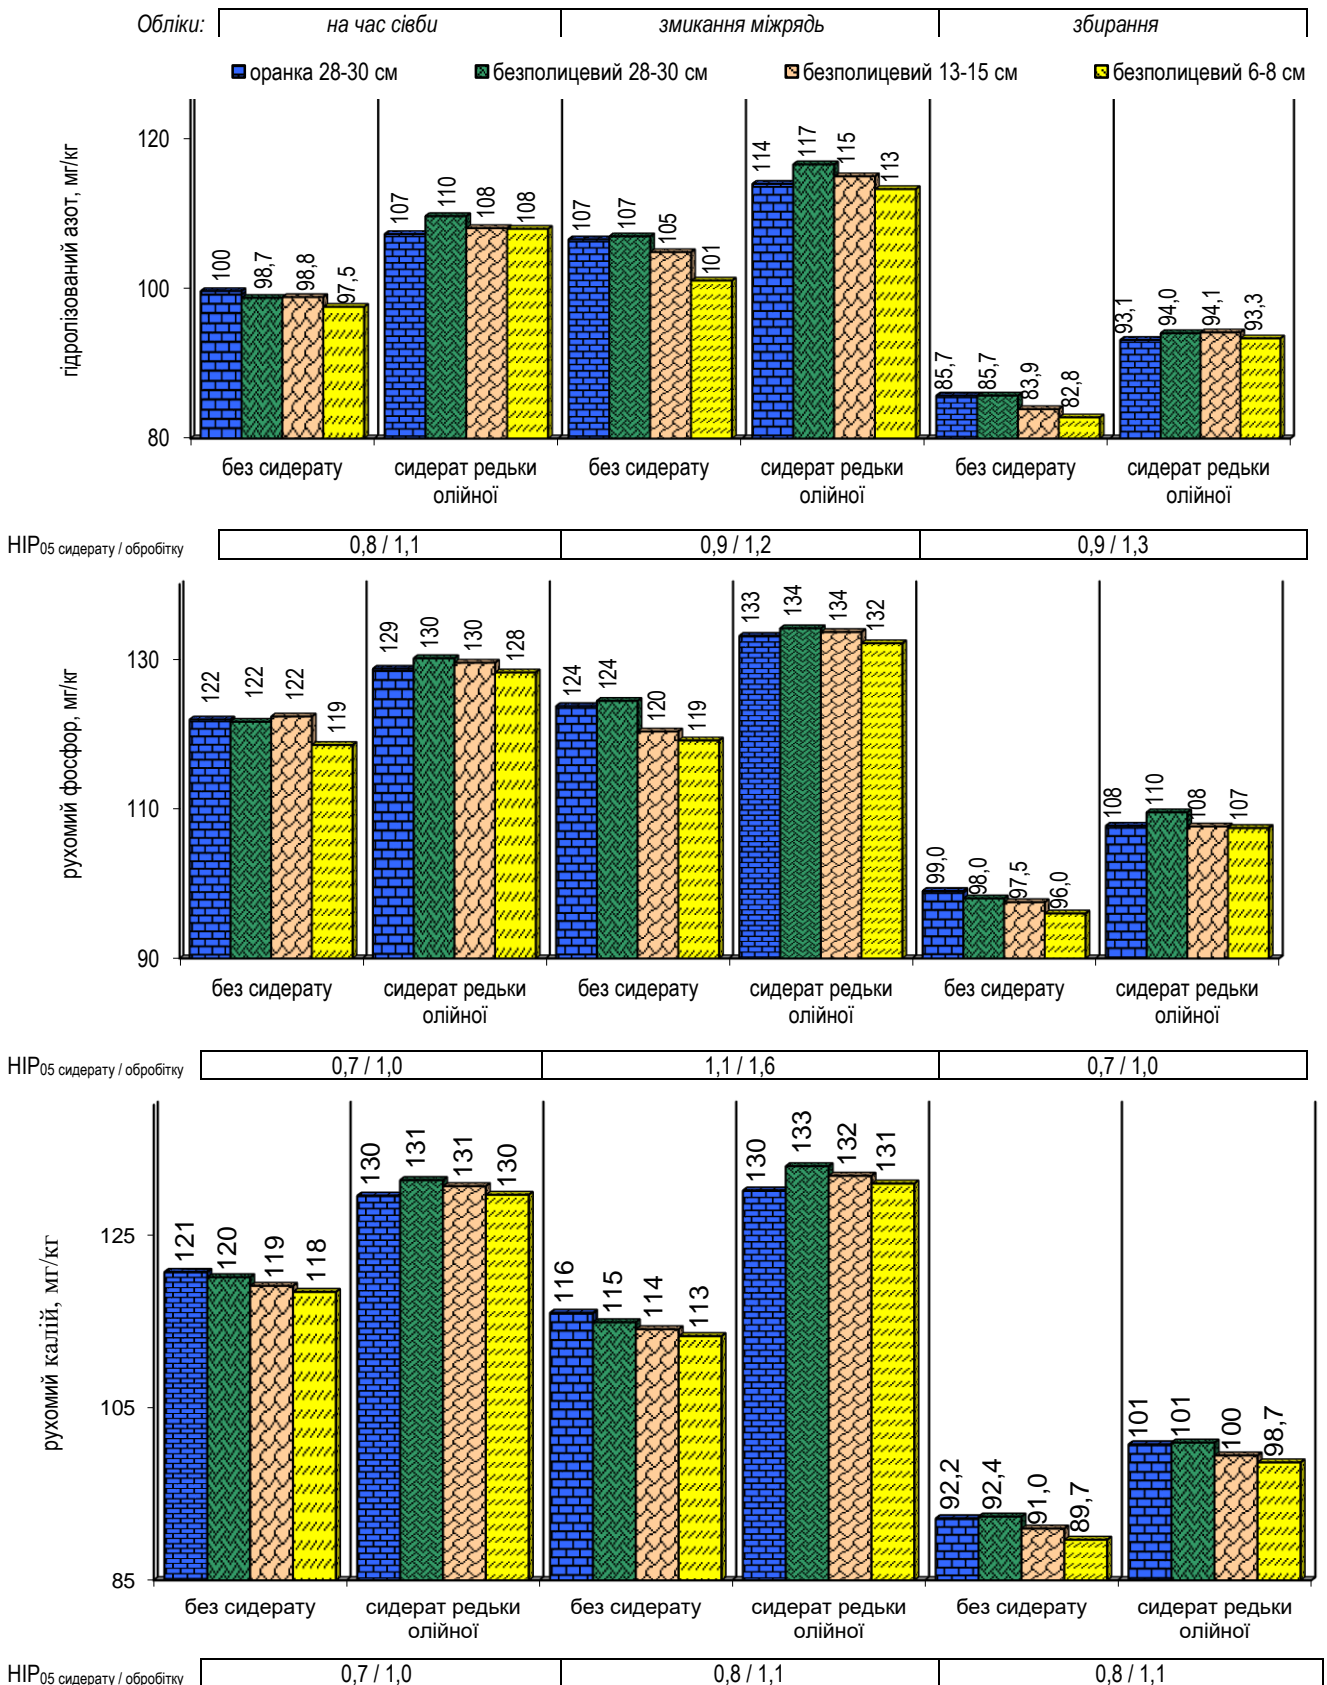 Обліки: на час сівби змикання міжрядь збирання
оранка 28-30 см безполицевий 28-30 см безполицевий 13-15 см безполицевий 6-8 см
гідролізований азот, мг/кг
120
100
80
100 98,7 98,8 97,5 107 110 108 108 107 107 105 101 114 117 115 113 85,7 85,7 83,9 82,8 93,1 94,0 94,1 93,3
без сидерату сидерат редьки без сидерату сидерат редьки без сидерату сидерат редьки
олійної олійної олійної
НІР05 сидерату / обробітку 0,8 / 1,1 0,9 / 1,2 0,9 / 1,3
рухомий фосфор, мг/кг
130
110
90
122 122 122 119 129 130 130 128 124 124 120 119 133 134 134 132 99,0 98,0 97,5 96,0 108 110 108 107
без сидерату сидерат редьки без сидерату сидерат редьки без сидерату сидерат редьки
олійної олійної олійної
НІР05 сидерату / обробітку 0,7 / 1,0 1,1 / 1,6 0,7 / 1,0
рухомий калій, мг/кг
125
105
85
121 120 119 118 130 131 131 130 116 115 114 113 130 133 132 131 92,2 92,4 91,0 89,7 101 101 100 98,7
без сидерату сидерат редьки без сидерату сидерат редьки без сидерату сидерат редьки
олійної олійної олійної
НІР05 сидерату / обробітку 0,7 / 1,0 0,8 / 1,1 0,8 / 1,1